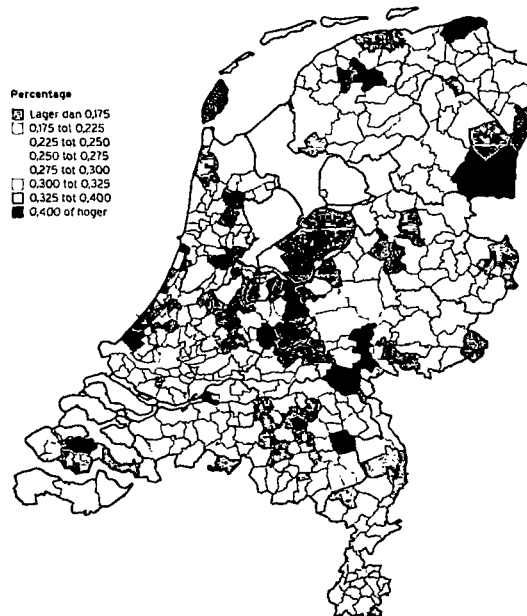 Percentage
Lager dan 0,175
0,175 tot 0,225
0,225 tot 0,250
0,250 tot 0,275
0,275 tot 0,300
0,300 tot 0,325
0,325 tot 0,400
0,400 of hoger